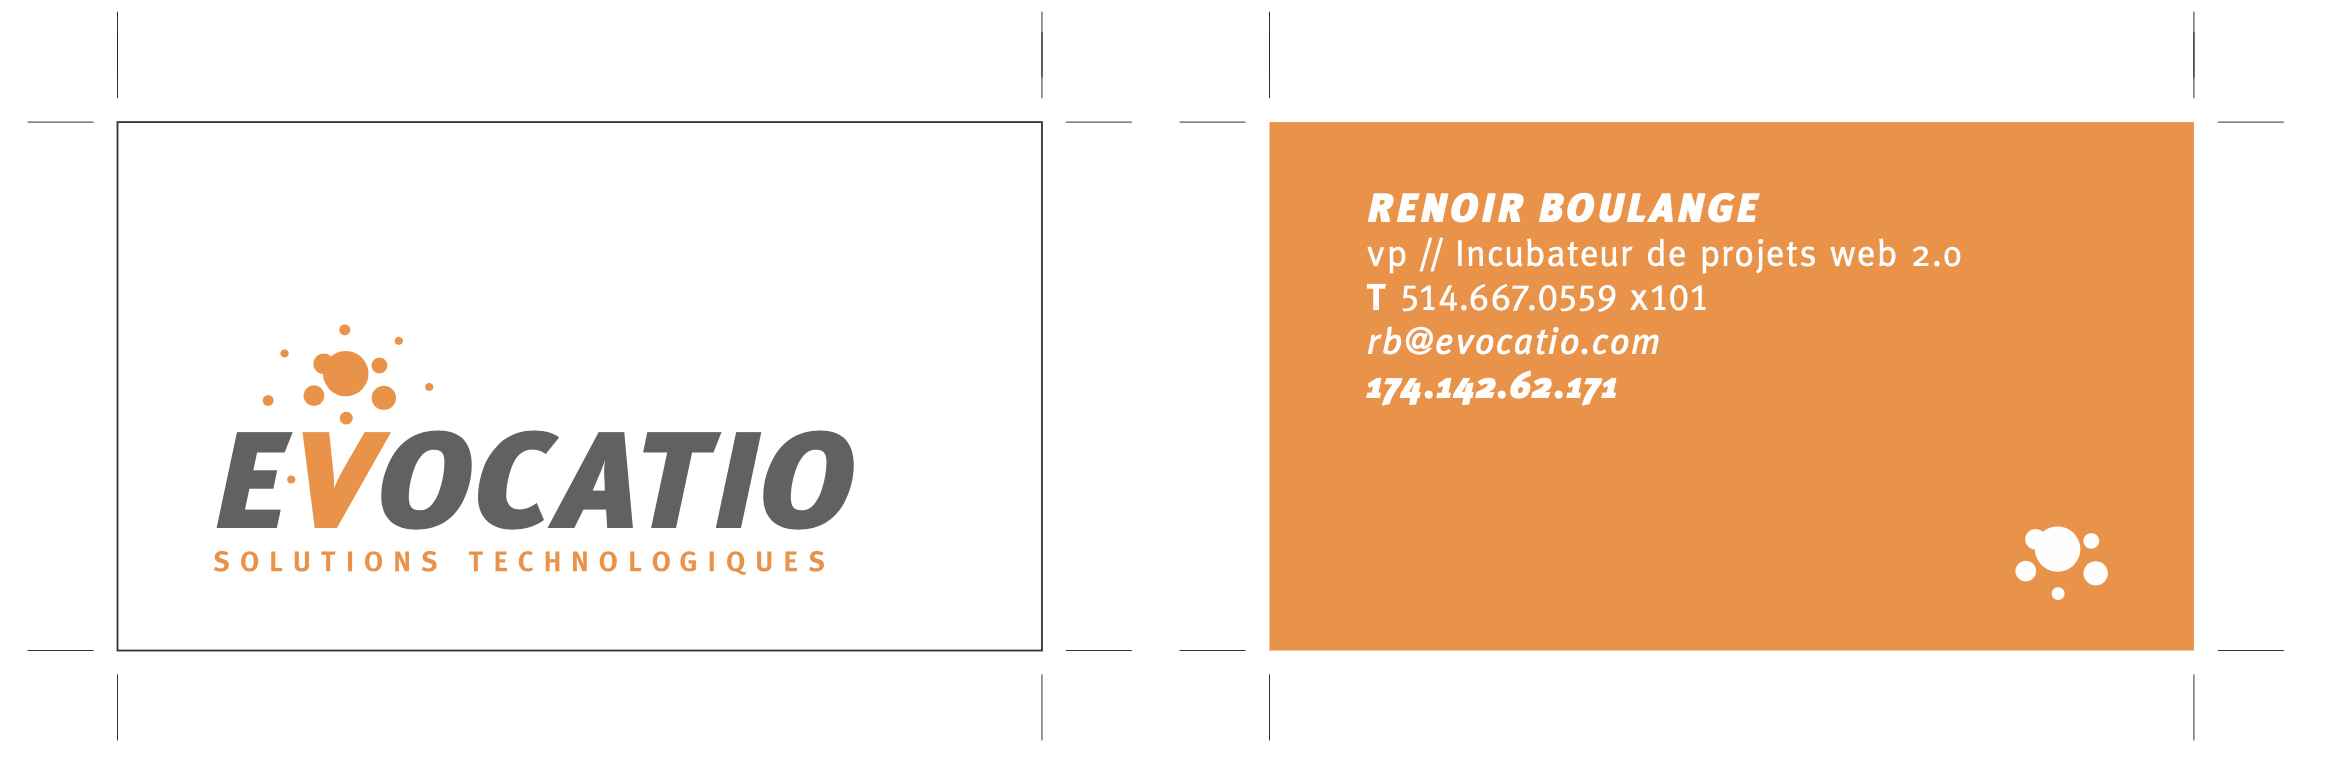 EVOCATIO
SOLUTIONS TECHNOLOGIQUES
RENOIR BOULANGE
vp // Incubateur de projets web 2.0
T 514.667.0559 x101
rb@evocatio.com
174.142.62.171